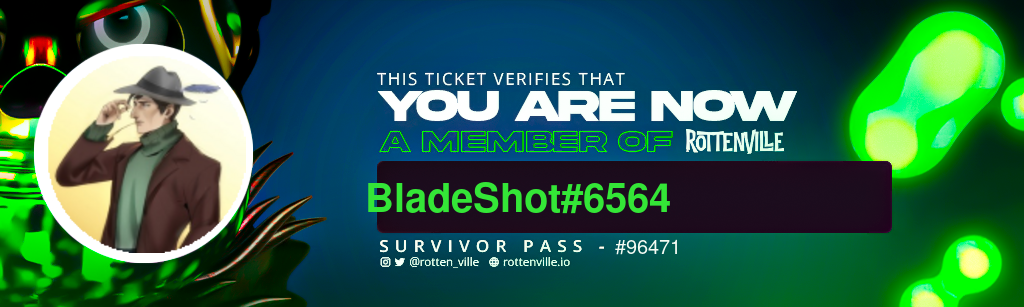 THIS TICKET VERIFIES THAT
YOU ARE NOW
A MEMBER OF ROTTENVILLE
BladeShot#6564
SURVIVOR PASS - #96471
@rotten_ville rottenville.io